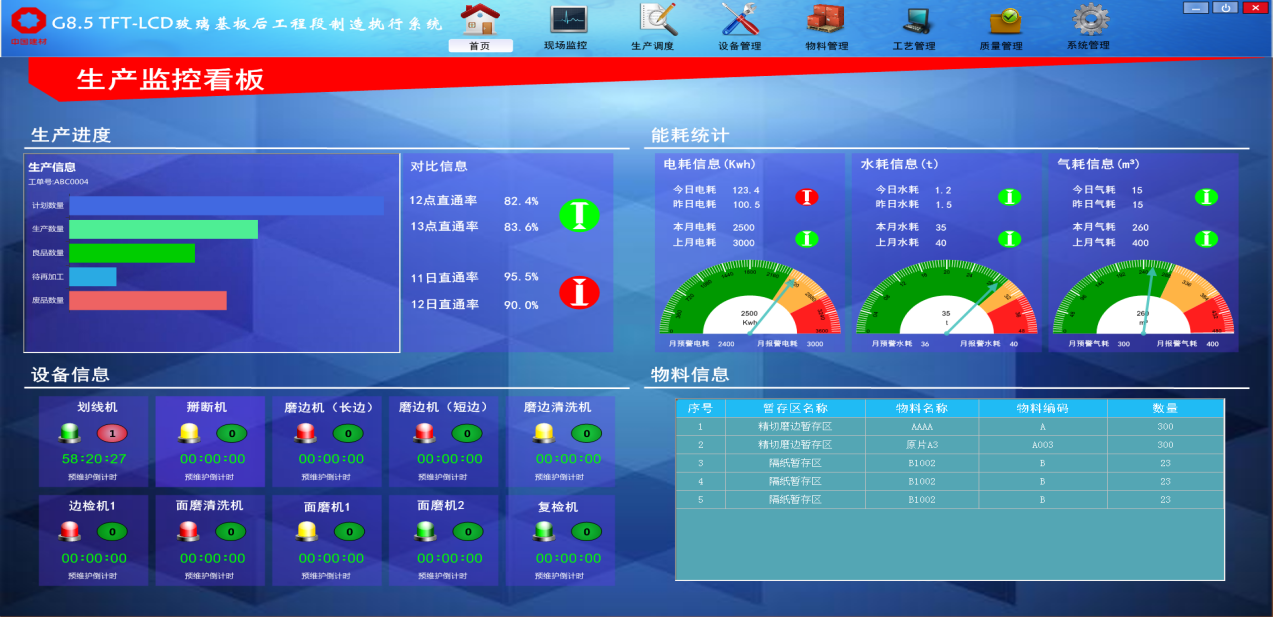 G8.5 TFT-LCD玻璃基板后工程段制造执行系统
中国建材
首页 现场监控 生产调度 设备管理 物料管理 工艺管理 质量管理 系统管理
生产监控看板
生产进度
生产信息
工单号:ABC0004
计划数量
生产数量
良品数量
待再加工
废品数量
对比信息
12点直通率 82.4%
13点直通率 83.6%
11日直通率 95.5%
12日直通率 90.0%
能耗统计
电耗信息(Kwh)
今日电耗 123.4
昨日电耗 100.5
本月电耗 2500
上月电耗 3000
2500
Kwh
月预警电耗 2400 月报警电耗 3000
水耗信息(t)
今日水耗 1.2
昨日水耗 1.5
本月水耗 35
上月水耗 40
35
t
月预警水耗 36 月报警水耗 40
气耗信息(m³)
今日气耗 15
昨日气耗 15
本月气耗 260
上月气耗 400
260
m³
月预警气耗 300 月报警气耗 400
设备信息
划线机 掰断机 磨边机（长边） 磨边机（短边） 磨边清洗机
1 0 0 0 0
58:20:27 00:00:00 00:00:00 00:00:00 00:00:00
预维护倒计时 预维护倒计时 预维护倒计时 预维护倒计时 预维护倒计时
边检机1 面磨清洗机 面磨机1 面磨机2 复检机
0 0 0 0 0
00:00:00 00:00:00 00:00:00 00:00:00 00:00:00
预维护倒计时 预维护倒计时 预维护倒计时 预维护倒计时 预维护倒计时
物料信息
序号 暂存区名称 物料名称 物料编码 数量
1 精切磨边暂存区 AAAA A 300
2 精切磨边暂存区 原片A3 A003 300
3 隔纸暂存区 B1002 B 23
4 隔纸暂存区 B1002 B 23
5 隔纸暂存区 B1002 B 23